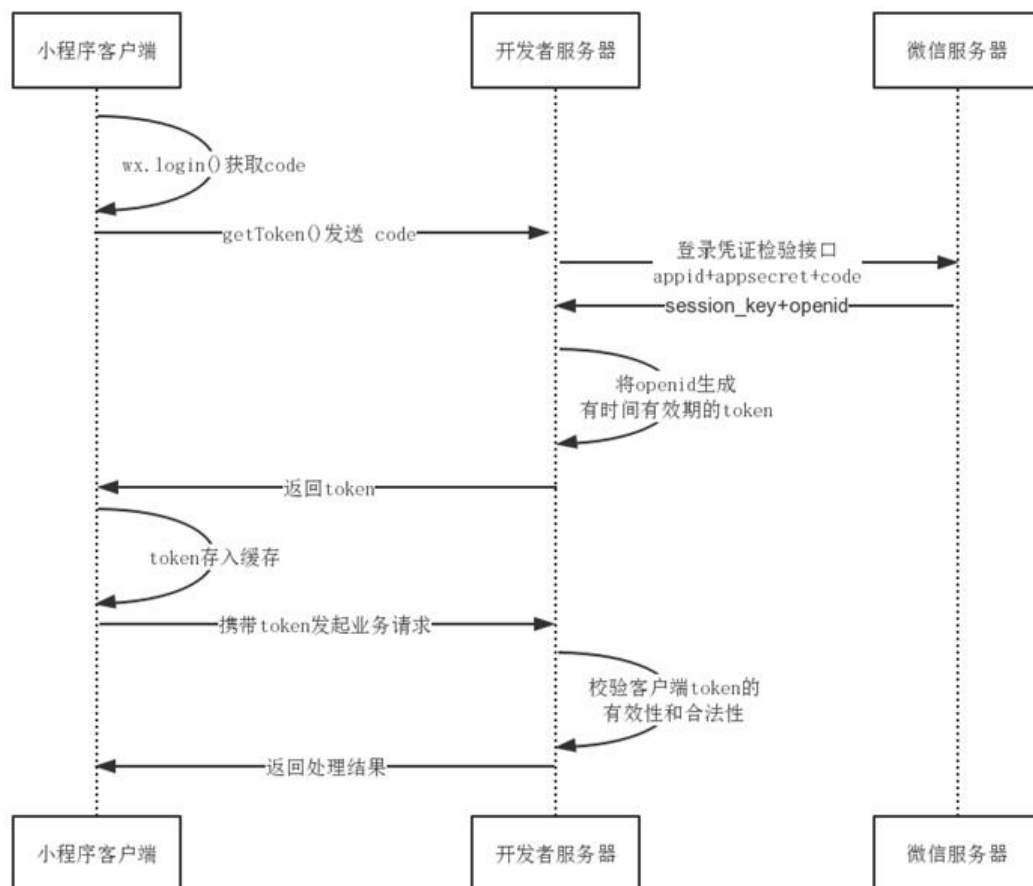 小程序客户端
开发者服务器
微信服务器
wx.login()获取code
getToken()发送 code
登录凭证检验接口
appid+appsecret+code
session_key+openid
将openid生成
有时间有效期的token
返回token
token存入缓存
携带token发起业务请求
校验客户端token的
有效性和合法性
返回处理结果
小程序客户端
开发者服务器
微信服务器